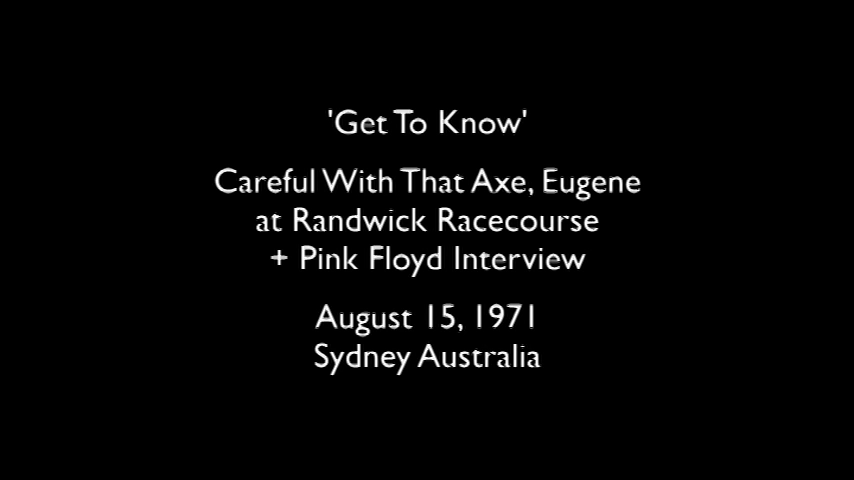 'Get To Know'
Careful With That Axe, Eugene
at Randwick Racecourse
+ Pink Floyd Interview
August 15, 1971
Sydney Australia